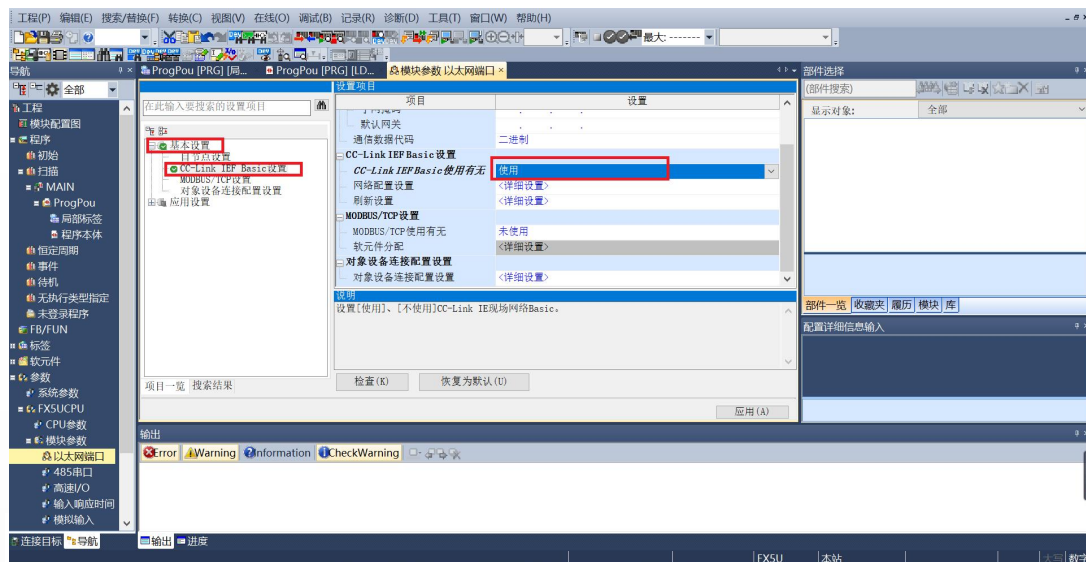 工程(P) 编辑(E) 搜索/替换(F) 转换(C) 视图(V) 在线(O) 调试(B) 记录(R) 诊断(D) 工具(T) 窗口(W) 帮助(H)
最大: -------
导航
ProgPou [PRG] [局...
ProgPou [PRG] [LD...
模块参数 以太网端口
部件选择
全部
工程
模块配置图
程序
初始
扫描
MAIN
ProgPou
局部标签
程序本体
恒定周期
事件
待机
无执行类型指定
未登录程序
FB/FUN
标签
软元件
参数
系统参数
FX5UCPU
CPU参数
模块参数
以太网端口
485串口
高速I/O
输入响应时间
模拟输入
连接目标 导航
在此输入要搜索的设置项目
基本设置
自节点设置
CC-Link IEF Basic设置
MODBUS/TCP设置
对象设备连接配置设置
应用设置
项目一览 搜索结果
设置项目
项目 设置
默认网关 . . .
通信数据代码 二进制
CC-Link IEF Basic 设置
CC-Link IEF Basic使用有无 使用
网络配置设置 <详细设置>
刷新设置 <详细设置>
MODBUS/TCP设置
MODBUS/TCP使用有无 未使用
软元件分配 <详细设置>
对象设备连接配置设置
对象设备连接配置设置 <详细设置>
说明
设置[使用]、[不使用]CC-Link IE现场网络Basic。
检查(K) 恢复为默认(U)
应用(A)
(部件搜索)
显示对象: 全部
部件一览 收藏夹 履历 模块 库
配置详细信息输入
输出
Error Warning Information CheckWarning
输出 进度
FX5U 本站 大写 数字